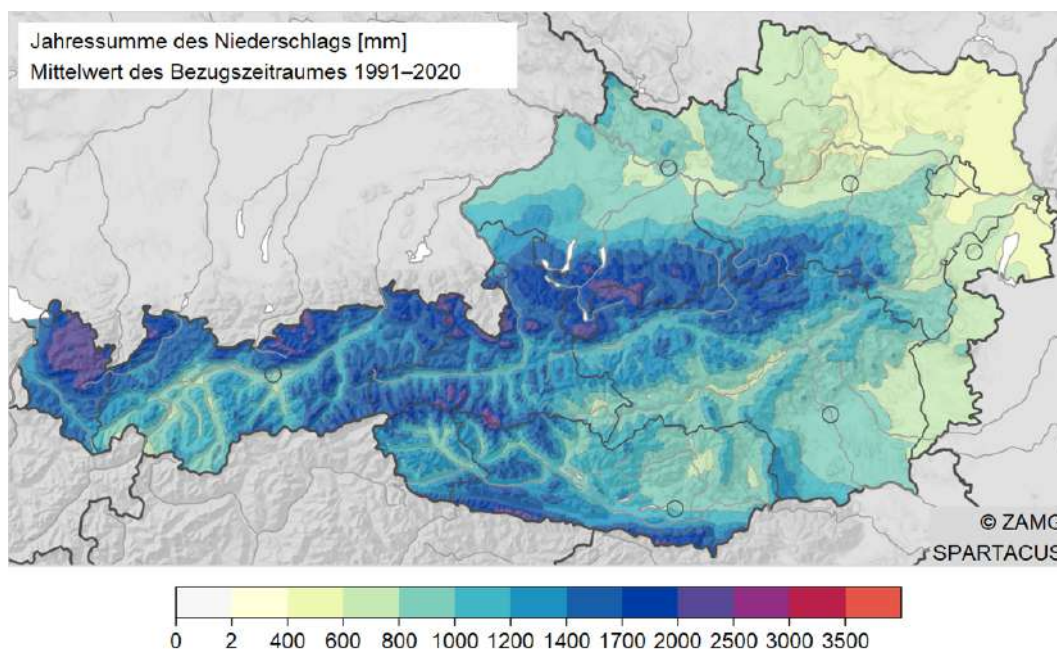 Jahressumme des Niederschlags [mm]
Mittelwert des Bezugszeitraumes 1991–2020
© ZAMG
SPARTACUS
0 2 400 600 800 1000 1200 1400 1700 2000 2500 3000 3500